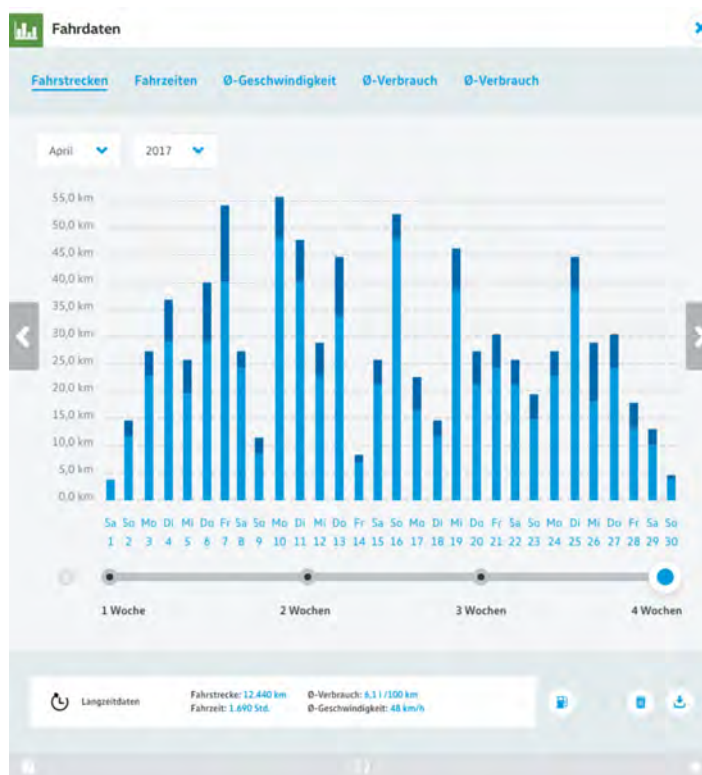 Fahrdaten
Fahrstrecken Fahrzeiten Ø-Geschwindigkeit Ø-Verbrauch Ø-Verbrauch
April 2017
55,0 km
50,0 km
45,0 km
40,0 km
35,0 km
30,0 km
25,0 km
20,0 km
15,0 km
10,0 km
5,0 km
0,0 km
Sa So Mo Di Mi Do Fr Sa So Mo Di Mi Do Fr Sa So Mo Di Mi Do Fr Sa So Mo Di Mi Do Fr Sa So
1 2 3 4 5 6 7 8 9 10 11 12 13 14 15 16 17 18 19 20 21 22 23 24 25 26 27 28 29 30
1 Woche 2 Wochen 3 Wochen 4 Wochen
Langzeitdaten
Fahrstrecke: 12.440 km Ø-Verbrauch: 6,1 l /100 km
Fahrzeit: 1.690 Std. Ø-Geschwindigkeit: 48 km/h